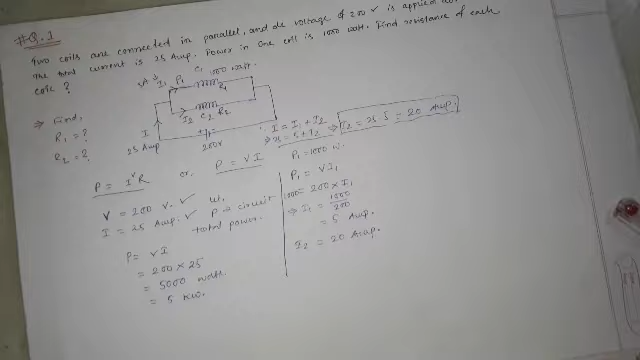 #Q.1
Two coils are connected in parallel, and dc voltage of 200 V is applied
The total current is 25 Amp. Power in one coil is 1000 watt. Find resistance of each
coil ?
I1 P1 C1 1000 watt.
R1
⇒ Find,
R1 = ?
R2 = ?
I
25 Amp
I2 C2 R2
200V
I = I1 + I2
⇒ 25 = 5 + I2
⇒ I2 = 25 - 5 = 20 Amp.
P = I²R or. P = VI
V = 200 V. ✓
I = 25 Amp. ✓ P → circuit
total power.
P = VI
= 200 × 25
= 5000 watt.
= 5 KW.
P1 = 1000 W.
P1 = VI1
1000 = 200 × I1
⇒ I1 = 1000/200
= 5 Amp.
I2 = 20 Amp.